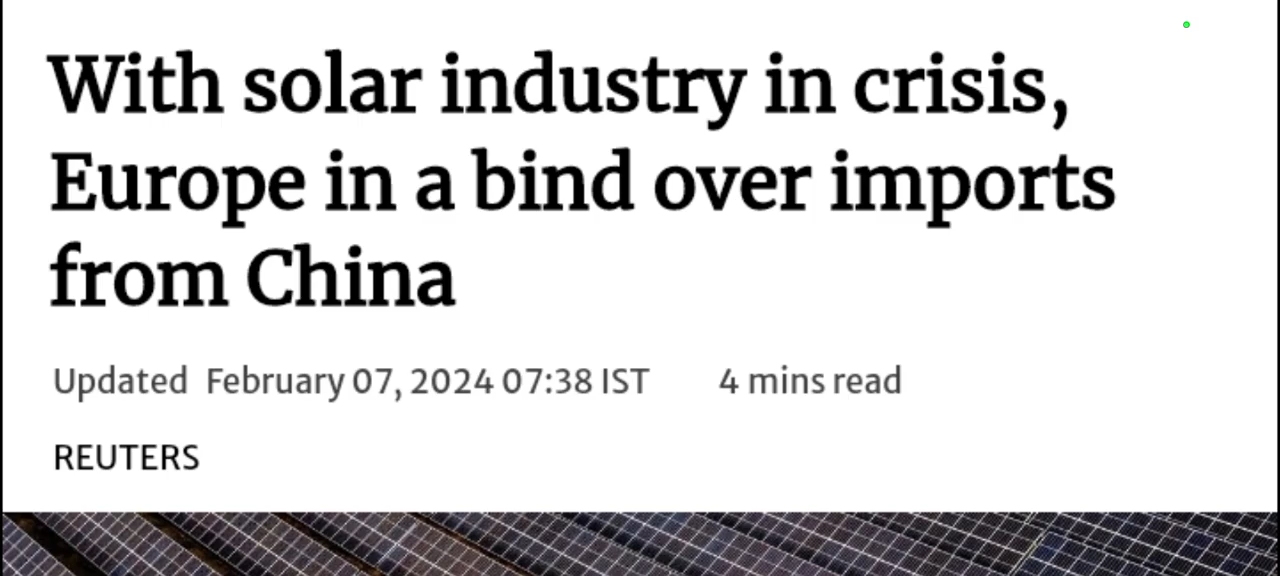 With solar industry in crisis,
Europe in a bind over imports
from China
Updated February 07, 2024 07:38 IST 4 mins read
REUTERS